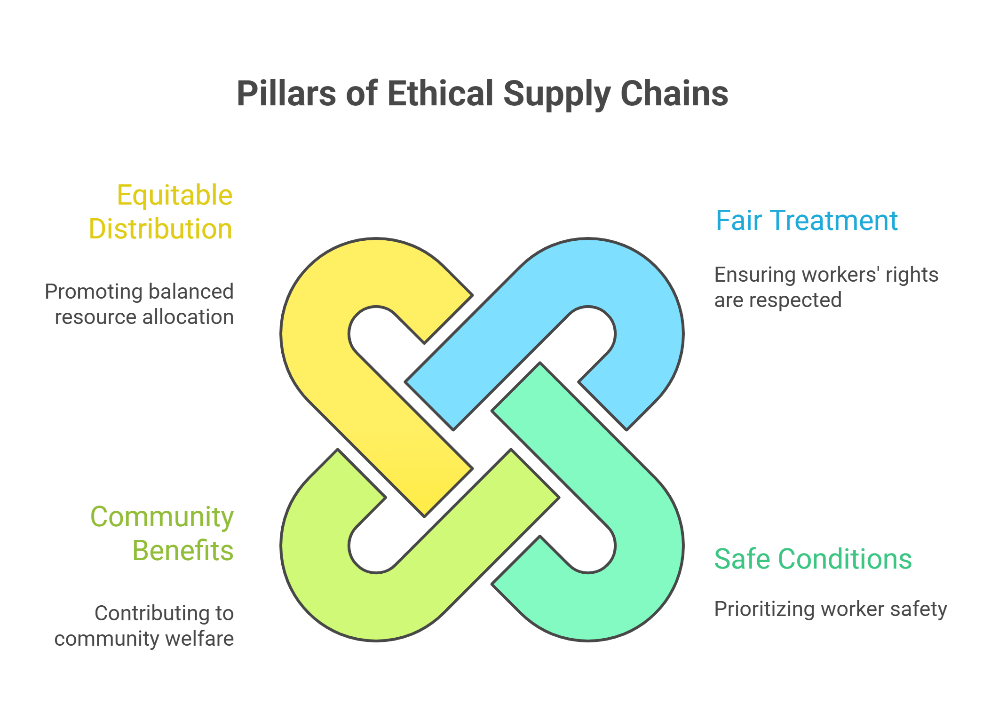 Pillars of Ethical Supply Chains
Equitable
Distribution
Promoting balanced
resource allocation
Fair Treatment
Ensuring workers' rights
are respected
Community
Benefits
Contributing to
community welfare
Safe Conditions
Prioritizing worker safety